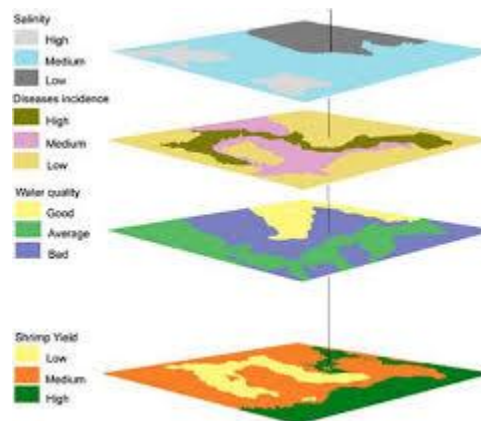 Salinity
High
Medium
Low
Diseases incidence
High
Medium
Low
Water quality
Good
Average
Bad
Shrimp Yield
Low
Medium
High